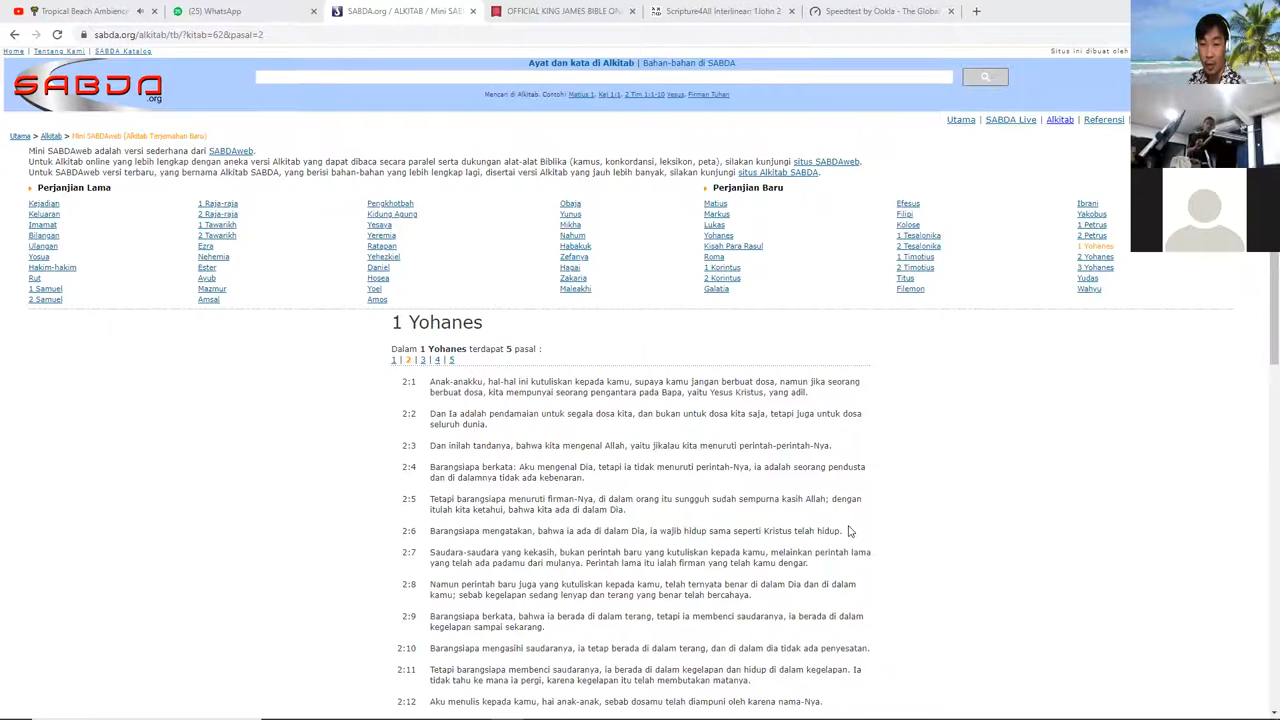 Tropical Beach Ambience
(25) WhatsApp
SABDA.org / ALKITAB / Mini SAB
OFFICIAL KING JAMES BIBLE ON
Scripture4All Interlinear 1John 2
Speedtest by Ookla - The Global
sabda.org/alkitab/tb/?kitab=62&pasal=2
Home | Tentang Kami | SABDA Katalog
Situs ini dibuat oleh
SABDA.org
Ayat dan kata di Alkitab | Bahan-bahan di SABDA
Mencari di Alkitab. Contoh: Matius 1, Kej 1:1, 2 Tim 1:1-10 Yesus, Firman Tuhan
Utama | SABDA Live | Alkitab | Referensi |
Utama > Alkitab > Mini SABDAweb (Alkitab Terjemahan Baru)
Mini SABDAweb adalah versi sederhana dari SABDAweb.
Untuk Alkitab online yang lebih lengkap dengan aneka versi Alkitab yang dapat dibaca secara paralel serta dukungan alat-alat Biblika (kamus, konkordansi, leksikon, peta), silakan kunjungi situs SABDAweb.
Untuk SABDAweb versi terbaru, yang bernama Alkitab SABDA, yang berisi bahan-bahan yang lebih lengkap lagi, disertai versi Alkitab yang jauh lebih banyak, silakan kunjungi situs Alkitab SABDA.
Perjanjian Lama
Kejadian 1 Raja-raja Pengkhotbah Obaja
Keluaran 2 Raja-raja Kidung Agung Yunus
Imamat 1 Tawarikh Yesaya Mikha
Bilangan 2 Tawarikh Yeremia Nahum
Ulangan Ezra Ratapan Habakuk
Yosua Nehemia Yehezkiel Zefanya
Hakim-hakim Ester Daniel Hagai
Rut Ayub Hosea Zakaria
1 Samuel Mazmur Yoel Maleakhi
2 Samuel Amsal Amos
Perjanjian Baru
Matius Efesus Ibrani
Markus Filipi Yakobus
Lukas Kolose 1 Petrus
Yohanes 1 Tesalonika 2 Petrus
Kisah Para Rasul 2 Tesalonika 1 Yohanes
Roma 1 Timotius 2 Yohanes
1 Korintus 2 Timotius 3 Yohanes
2 Korintus Titus Yudas
Galatia Filemon Wahyu
1 Yohanes
Dalam 1 Yohanes terdapat 5 pasal :
1 | 2 | 3 | 4 | 5
2:1 Anak-anakku, hal-hal ini kutuliskan kepada kamu, supaya kamu jangan berbuat dosa, namun jika seorang
berbuat dosa, kita mempunyai seorang pengantara pada Bapa, yaitu Yesus Kristus, yang adil.
2:2 Dan Ia adalah pendamaian untuk segala dosa kita, dan bukan untuk dosa kita saja, tetapi juga untuk dosa
seluruh dunia.
2:3 Dan inilah tandanya, bahwa kita mengenal Allah, yaitu jikalau kita menuruti perintah-perintah-Nya.
2:4 Barangsiapa berkata: Aku mengenal Dia, tetapi ia tidak menuruti perintah-Nya, ia adalah seorang pendusta
dan di dalamnya tidak ada kebenaran.
2:5 Tetapi barangsiapa menuruti firman-Nya, di dalam orang itu sungguh sudah sempurna kasih Allah; dengan
itulah kita ketahui, bahwa kita ada di dalam Dia.
2:6 Barangsiapa mengatakan, bahwa ia ada di dalam Dia, ia wajib hidup sama seperti Kristus telah hidup.
2:7 Saudara-saudara yang kekasih, bukan perintah baru yang kutuliskan kepada kamu, melainkan perintah lama
yang telah ada padamu dari mulanya. Perintah lama itu ialah firman yang telah kamu dengar.
2:8 Namun perintah baru juga yang kutuliskan kepada kamu, telah ternyata benar di dalam Dia dan di dalam
kamu; sebab kegelapan sedang lenyap dan terang yang benar telah bercahaya.
2:9 Barangsiapa berkata, bahwa ia berada di dalam terang, tetapi ia membenci saudaranya, ia berada di dalam
kegelapan sampai sekarang.
2:10 Barangsiapa mengasihi saudaranya, ia tetap berada di dalam terang, dan di dalam dia tidak ada penyesatan.
2:11 Tetapi barangsiapa membenci saudaranya, ia berada di dalam kegelapan dan hidup di dalam kegelapan. Ia
tidak tahu ke mana ia pergi, karena kegelapan itu telah membutakan matanya.
2:12 Aku menulis kepada kamu, hai anak-anak, sebab dosamu telah diampuni oleh karena nama-Nya.